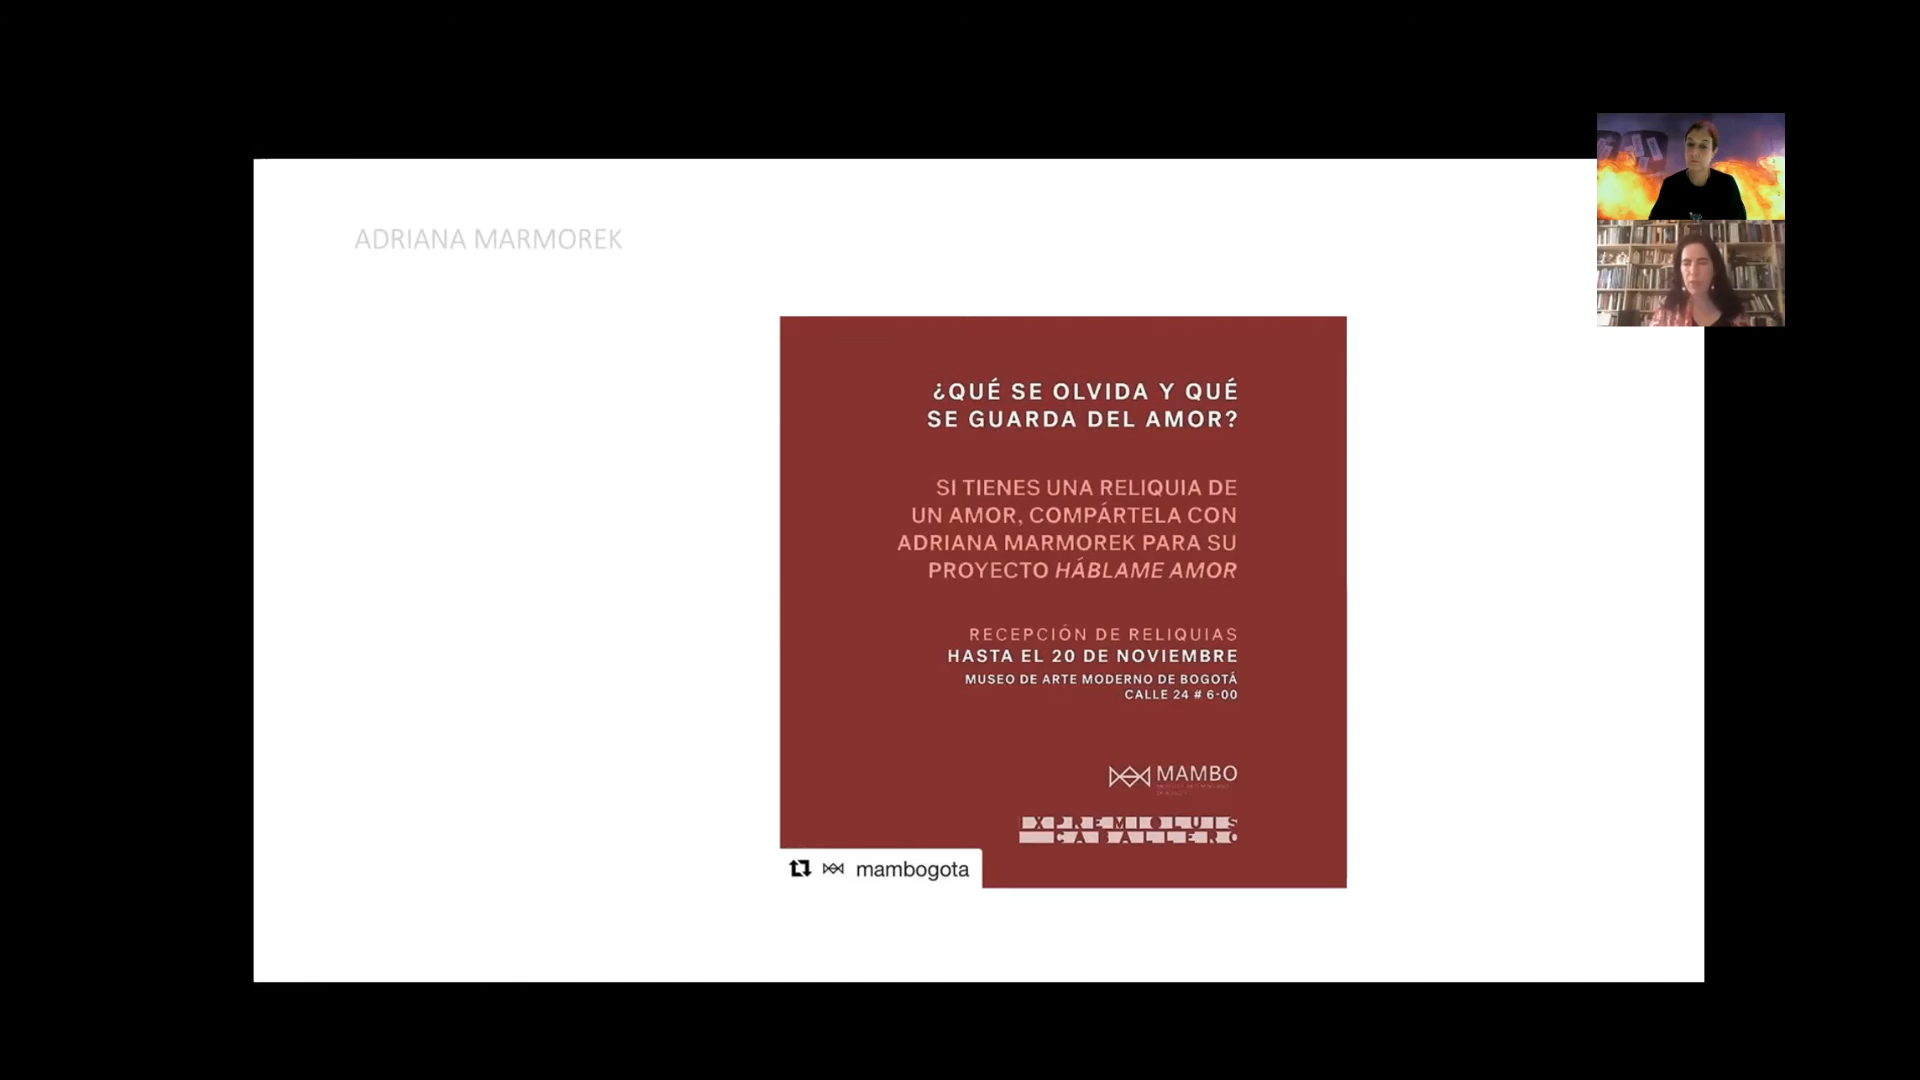 ADRIANA MARMOREK
¿QUÉ SE OLVIDA Y QUÉ
SE GUARDA DEL AMOR?
SI TIENES UNA RELIQUIA DE
UN AMOR, COMPÁRTELA CON
ADRIANA MARMOREK PARA SU
PROYECTO HÁBLAME AMOR
RECEPCIÓN DE RELIQUIAS
HASTA EL 20 DE NOVIEMBRE
MUSEO DE ARTE MODERNO DE BOGOTÁ
CALLE 24 # 6-00
MAMBO
PREMIO LUIS
CABALLERO
mambogota